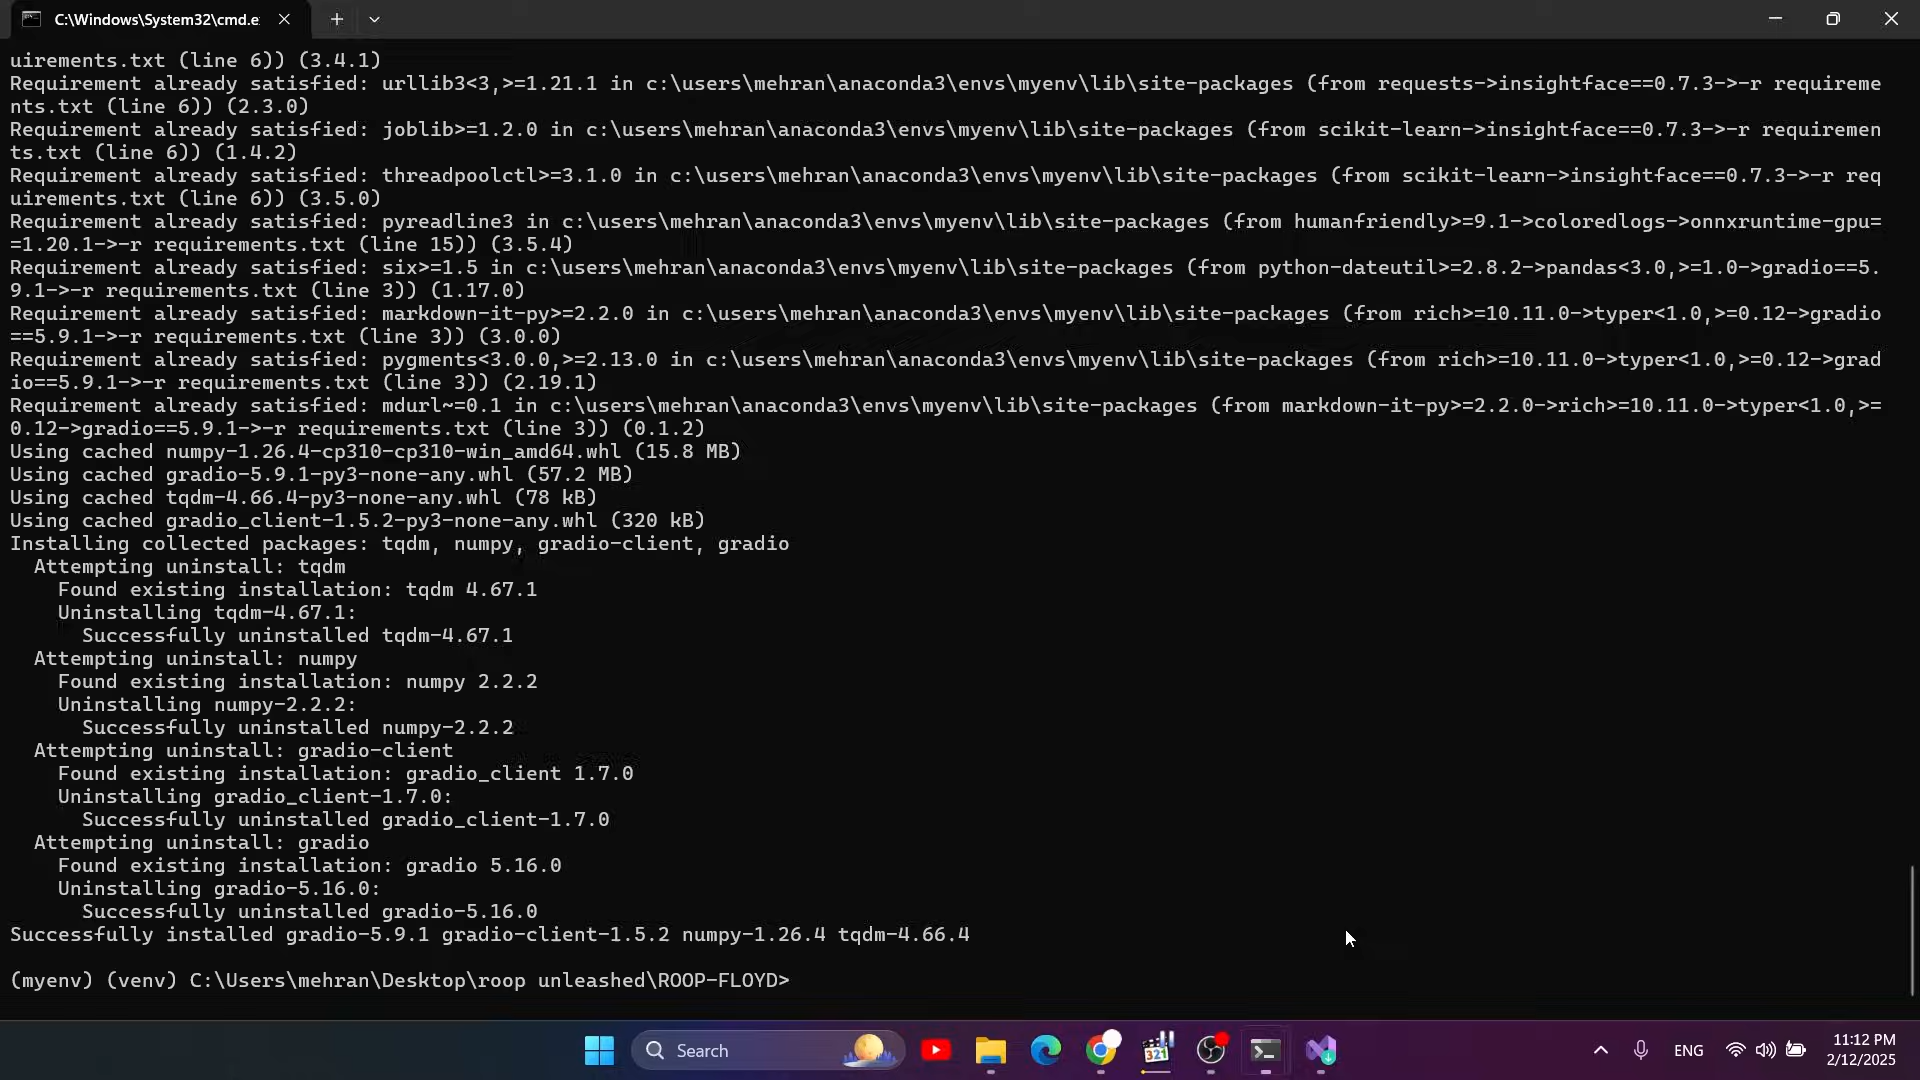 C:\Windows\System32\cmd.e
uirements.txt (line 6)) (3.4.1)
Requirement already satisfied: urllib3<3,>=1.21.1 in c:\users\mehran\anaconda3\envs\myenv\lib\site-packages (from requests->insightface==0.7.3->-r requireme
nts.txt (line 6)) (2.3.0)
Requirement already satisfied: joblib>=1.2.0 in c:\users\mehran\anaconda3\envs\myenv\lib\site-packages (from scikit-learn->insightface==0.7.3->-r requiremen
ts.txt (line 6)) (1.4.2)
Requirement already satisfied: threadpoolctl>=3.1.0 in c:\users\mehran\anaconda3\envs\myenv\lib\site-packages (from scikit-learn->insightface==0.7.3->-r req
uirements.txt (line 6)) (3.5.0)
Requirement already satisfied: pyreadline3 in c:\users\mehran\anaconda3\envs\myenv\lib\site-packages (from humanfriendly>=9.1->coloredlogs->onnxruntime-gpu=
=1.20.1->-r requirements.txt (line 15)) (3.5.4)
Requirement already satisfied: six>=1.5 in c:\users\mehran\anaconda3\envs\myenv\lib\site-packages (from python-dateutil>=2.8.2->pandas<3.0,>=1.0->gradio==5.
9.1->-r requirements.txt (line 3)) (1.17.0)
Requirement already satisfied: markdown-it-py>=2.2.0 in c:\users\mehran\anaconda3\envs\myenv\lib\site-packages (from rich>=10.11.0->typer<1.0,>=0.12->gradio
==5.9.1->-r requirements.txt (line 3)) (3.0.0)
Requirement already satisfied: pygments<3.0.0,>=2.13.0 in c:\users\mehran\anaconda3\envs\myenv\lib\site-packages (from rich>=10.11.0->typer<1.0,>=0.12->grad
io==5.9.1->-r requirements.txt (line 3)) (2.19.1)
Requirement already satisfied: mdurl~=0.1 in c:\users\mehran\anaconda3\envs\myenv\lib\site-packages (from markdown-it-py>=2.2.0->rich>=10.11.0->typer<1.0,>=
0.12->gradio==5.9.1->-r requirements.txt (line 3)) (0.1.2)
Using cached numpy-1.26.4-cp310-cp310-win_amd64.whl (15.8 MB)
Using cached gradio-5.9.1-py3-none-any.whl (57.2 MB)
Using cached tqdm-4.66.4-py3-none-any.whl (78 kB)
Using cached gradio_client-1.5.2-py3-none-any.whl (320 kB)
Installing collected packages: tqdm, numpy, gradio-client, gradio
Attempting uninstall: tqdm
Found existing installation: tqdm 4.67.1
Uninstalling tqdm-4.67.1:
Successfully uninstalled tqdm-4.67.1
Attempting uninstall: numpy
Found existing installation: numpy 2.2.2
Uninstalling numpy-2.2.2:
Successfully uninstalled numpy-2.2.2
Attempting uninstall: gradio-client
Found existing installation: gradio_client 1.7.0
Uninstalling gradio_client-1.7.0:
Successfully uninstalled gradio_client-1.7.0
Attempting uninstall: gradio
Found existing installation: gradio 5.16.0
Uninstalling gradio-5.16.0:
Successfully uninstalled gradio-5.16.0
Successfully installed gradio-5.9.1 gradio-client-1.5.2 numpy-1.26.4 tqdm-4.66.4
(myenv) (venv) C:\Users\mehran\Desktop\roop unleashed\ROOP-FLOYD>
Search
321
ENG
11:12 PM
2/12/2025